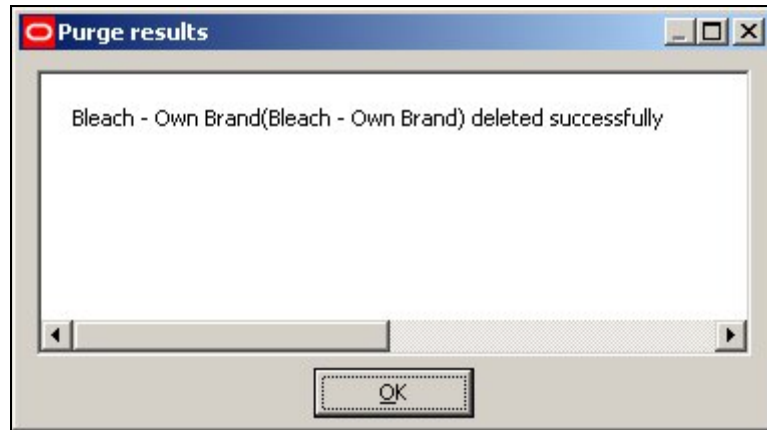 Purge results
Bleach - Own Brand(Bleach - Own Brand) deleted successfully
OK